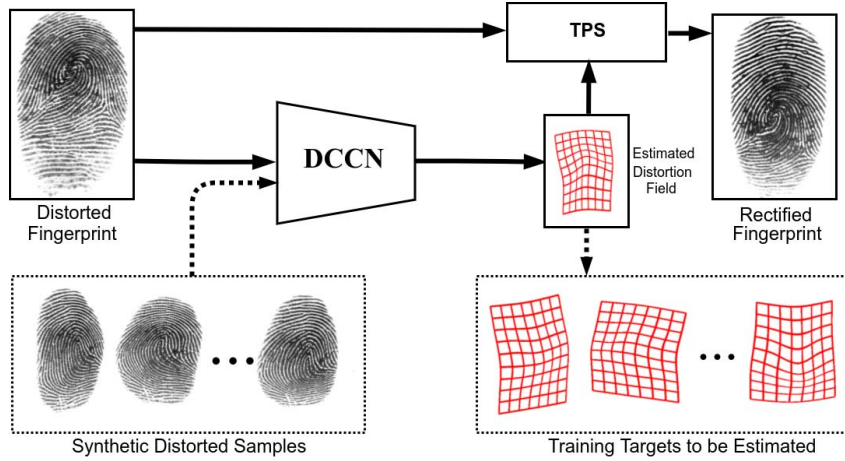 TPS
DCCN
Estimated
Distortion
Field
Distorted
Fingerprint
Rectified
Fingerprint
Synthetic Distorted Samples
Training Targets to be Estimated